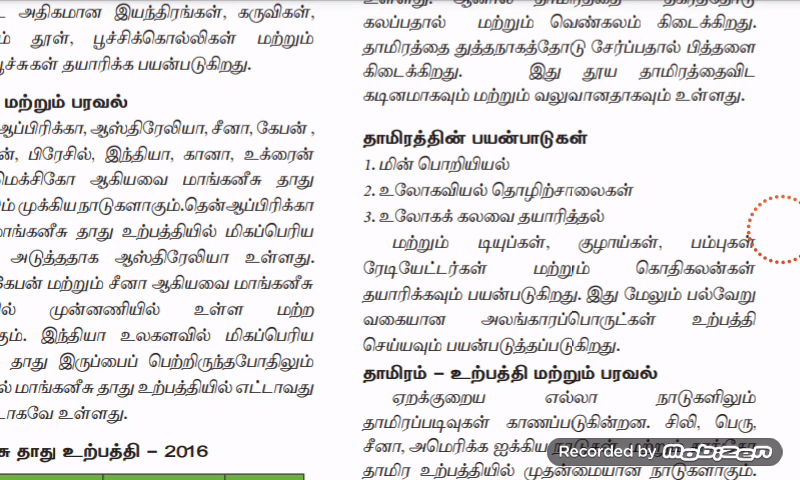 அதிகமான இயந்திரங்கள், கருவிகள்,
தூள், பூச்சிக்கொல்லிகள் மற்றும்
பூச்சுகள் தயாரிக்க பயன்படுகிறது.
மற்றும் பரவல்
ஆப்பிரிக்கா, ஆஸ்திரேலியா, சீனா, கேபன் ,
பிரேசில், இந்தியா, கானா, உக்ரைன்
மெக்சிகோ ஆகியவை மாங்கனீசு தாது
முக்கிய நாடுகளாகும்.தென்ஆப்பிரிக்கா
மாங்கனீசு தாது உற்பத்தியில் மிகப்பெரிய
அடுத்ததாக ஆஸ்திரேலியா உள்ளது.
கேபன் மற்றும் சீனா ஆகியவை மாங்கனீசு
முன்னணியில் உள்ள மற்ற
இந்தியா உலகளவில் மிகப்பெரிய
தாது இருப்பைப் பெற்றிருந்தபோதிலும்
மாங்கனீசு தாது உற்பத்தியில் எட்டாவது
உள்ளது.
தாது உற்பத்தி – 2016
கலப்பதால் மற்றும் வெண்கலம் கிடைக்கிறது.
தாமிரத்தை துத்தநாகத்தோடு சேர்ப்பதால் பித்தளை
கிடைக்கிறது. இது தூய தாமிரத்தைவிட
கடினமாகவும் மற்றும் வலுவானதாகவும் உள்ளது.
தாமிரத்தின் பயன்பாடுகள்
1. மின் பொறியியல்
2. உலோகவியல் தொழிற்சாலைகள்
3. உலோகக் கலவை தயாரித்தல்
மற்றும் டியுப்கள், குழாய்கள், பம்புகள்
ரேடியேட்டர்கள் மற்றும் கொதிகலன்கள்
தயாரிக்கவும் பயன்படுகிறது. இது மேலும் பல்வேறு
வகையான அலங்காரப்பொருட்கள் உற்பத்தி
செய்யவும் பயன்படுத்தப்படுகிறது.
தாமிரம் – உற்பத்தி மற்றும் பரவல்
ஏறக்குறைய எல்லா நாடுகளிலும்
தாமிரப்படிவுகள் காணப்படுகின்றன. சிலி, பெரு,
சீனா, அமெரிக்க ஐக்கிய
தாமிர உற்பத்தியில் முதன்மையான நாடுகளாகும்.
Recorded by mobizen